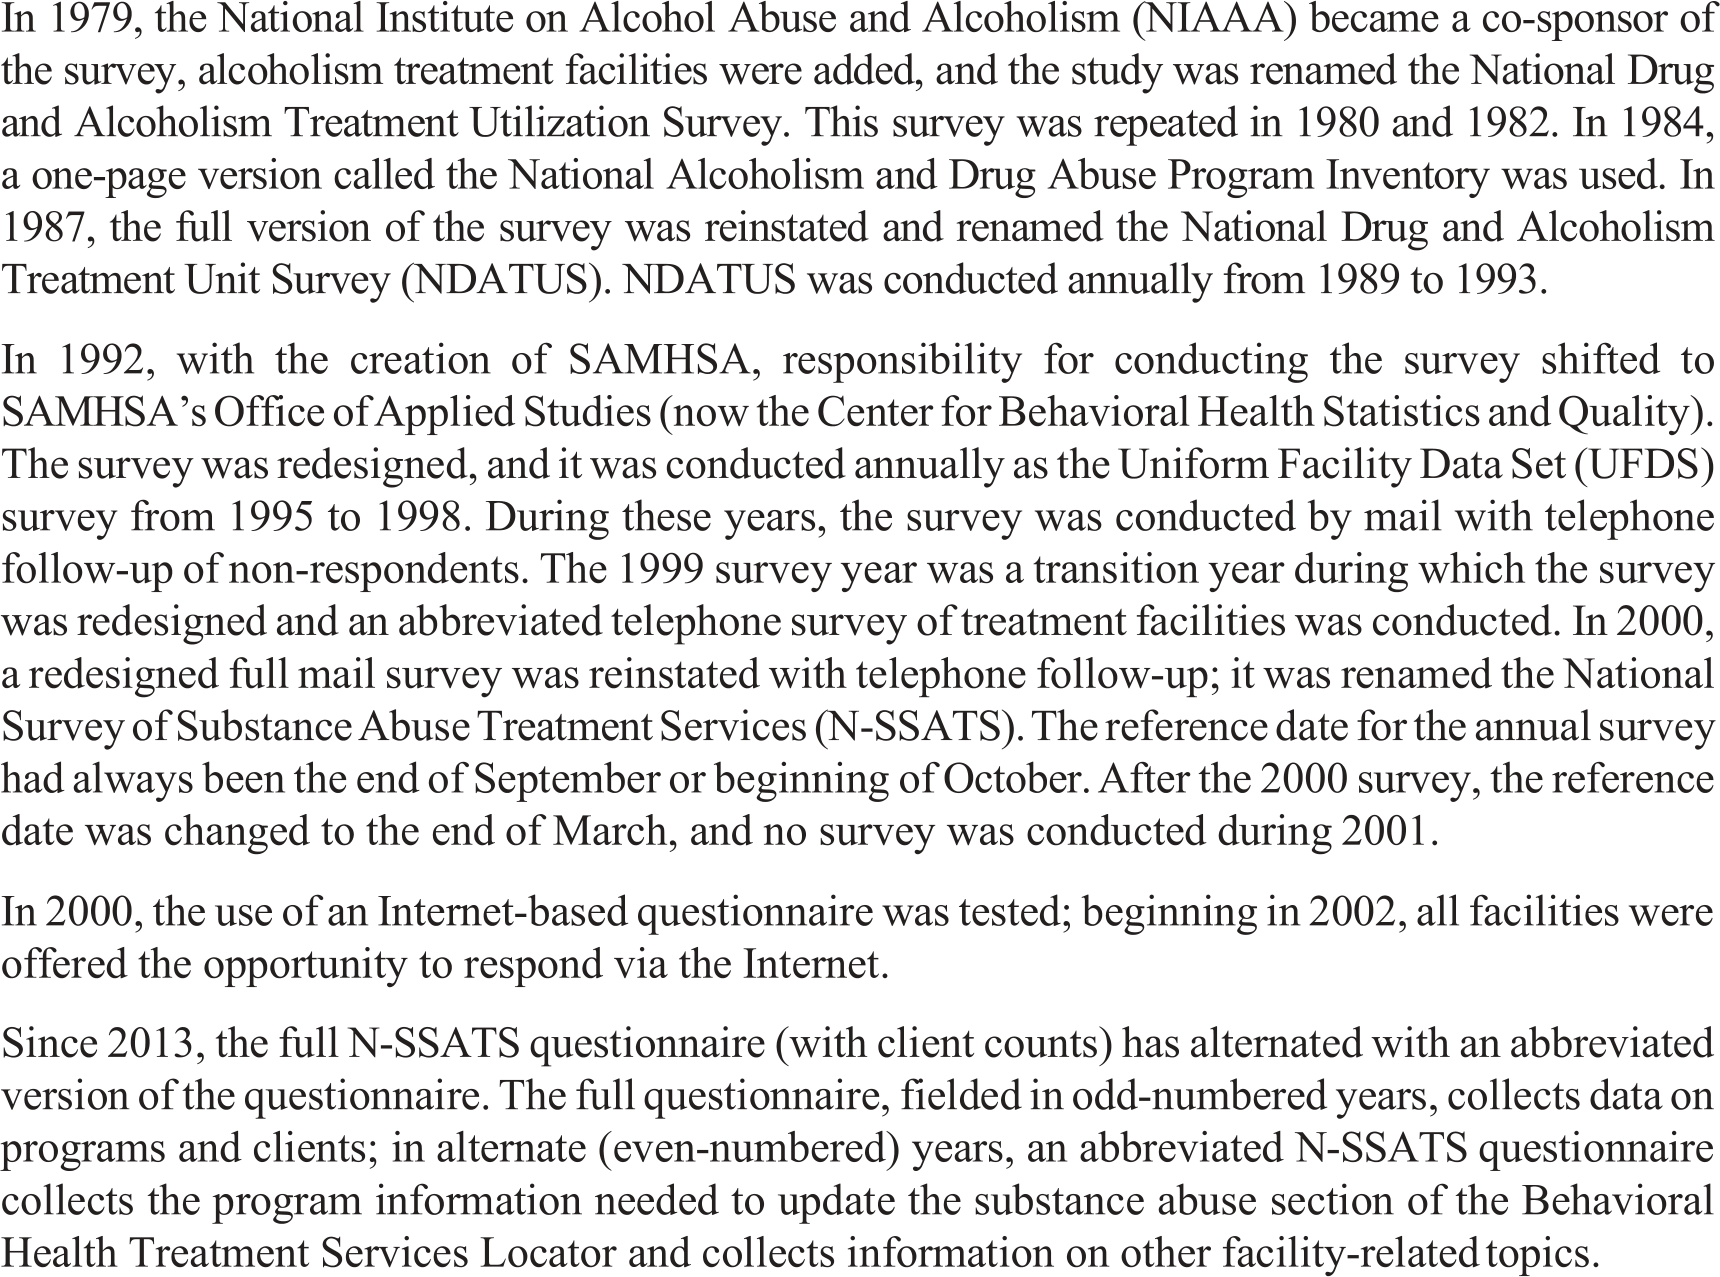 In 1979, the National Institute on Alcohol Abuse and Alcoholism (NIAAA) became a co-sponsor of
the survey, alcoholism treatment facilities were added, and the study was renamed the National Drug
and Alcoholism Treatment Utilization Survey. This survey was repeated in 1980 and 1982. In 1984,
a one-page version called the National Alcoholism and Drug Abuse Program Inventory was used. In
1987, the full version of the survey was reinstated and renamed the National Drug and Alcoholism
Treatment Unit Survey (NDATUS). NDATUS was conducted annually from 1989 to 1993.
In 1992, with the creation of SAMHSA, responsibility for conducting the survey shifted to
SAMHSA’s Office of Applied Studies (now the Center for Behavioral Health Statistics and Quality).
The survey was redesigned, and it was conducted annually as the Uniform Facility Data Set (UFDS)
survey from 1995 to 1998. During these years, the survey was conducted by mail with telephone
follow-up of non-respondents. The 1999 survey year was a transition year during which the survey
was redesigned and an abbreviated telephone survey of treatment facilities was conducted. In 2000,
a redesigned full mail survey was reinstated with telephone follow-up; it was renamed the National
Survey of Substance Abuse Treatment Services (N-SSATS). The reference date for the annual survey
had always been the end of September or beginning of October. After the 2000 survey, the reference
date was changed to the end of March, and no survey was conducted during 2001.
In 2000, the use of an Internet-based questionnaire was tested; beginning in 2002, all facilities were
offered the opportunity to respond via the Internet.
Since 2013, the full N-SSATS questionnaire (with client counts) has alternated with an abbreviated
version of the questionnaire. The full questionnaire, fielded in odd-numbered years, collects data on
programs and clients; in alternate (even-numbered) years, an abbreviated N-SSATS questionnaire
collects the program information needed to update the substance abuse section of the Behavioral
Health Treatment Services Locator and collects information on other facility-related topics.